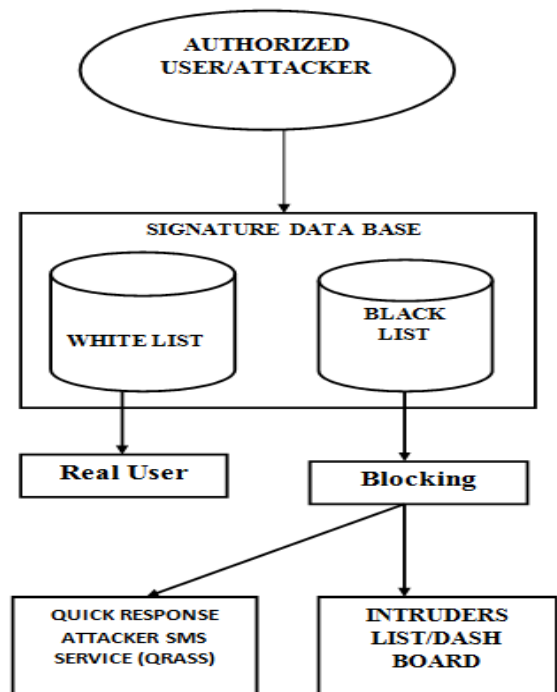 AUTHORIZED
USER/ATTACKER
SIGNATURE DATA BASE
WHITE LIST
BLACK
LIST
Real User
Blocking
QUICK RESPONSE
ATTACKER SMS
SERVICE (QRASS)
INTRUDERS
LIST/DASH
BOARD